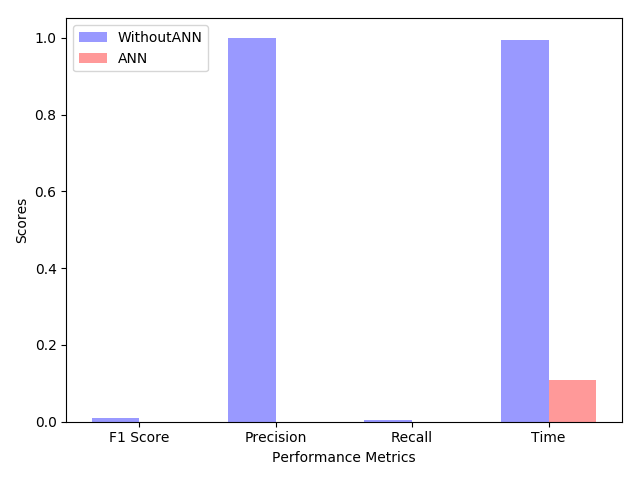 WithoutANN
ANN
1.0
0.8
0.6
0.4
0.2
0.0
Scores
F1 Score Precision Recall Time
Performance Metrics